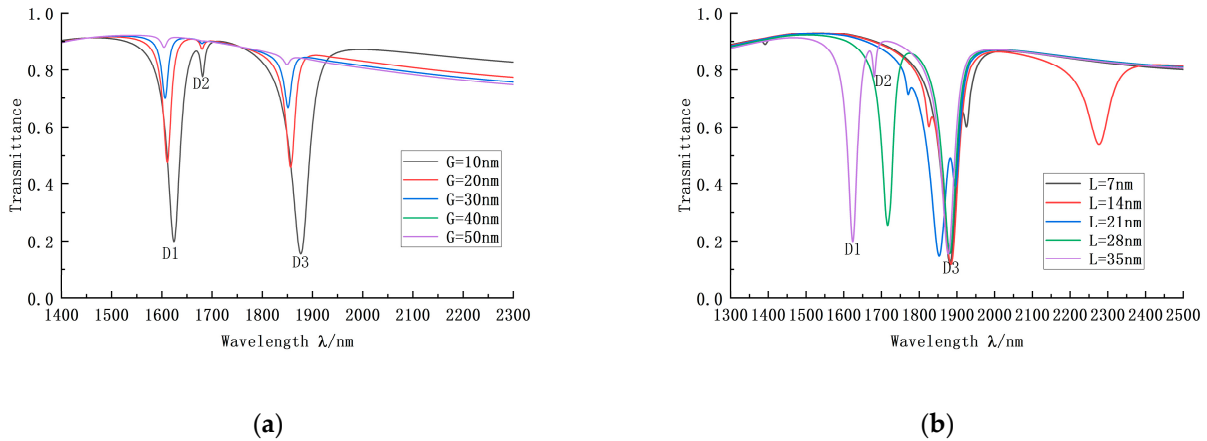 1.0
0.8
0.6
0.4
0.2
0.0
Transmittance
D1
D2
D3
G=10nm
G=20nm
G=30nm
G=40nm
G=50nm
1400 1500 1600 1700 1800 1900 2000 2100 2200 2300
Wavelength λ/nm
(a)
1.0
0.8
0.6
0.4
0.2
0.0
Transmittance
D2
D1
D3
L=7nm
L=14nm
L=21nm
L=28nm
L=35nm
1300 1400 1500 1600 1700 1800 1900 2000 2100 2200 2300 2400 2500
Wavelength λ/nm
(b)